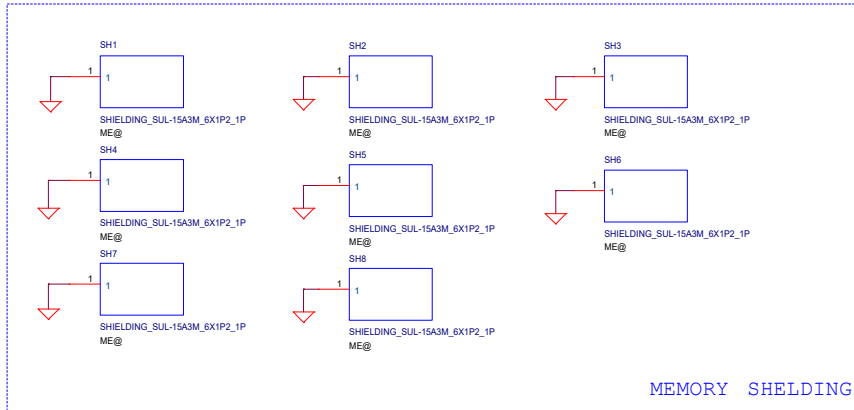 SH1
1
1
SHIELDING_SUL-15A3M_6X1P2_1P
ME@
SH2
1
1
SHIELDING_SUL-15A3M_6X1P2_1P
ME@
SH3
1
1
SHIELDING_SUL-15A3M_6X1P2_1P
ME@
SH4
1
1
SHIELDING_SUL-15A3M_6X1P2_1P
ME@
SH5
1
1
SHIELDING_SUL-15A3M_6X1P2_1P
ME@
SH6
1
1
SHIELDING_SUL-15A3M_6X1P2_1P
ME@
SH7
1
1
SHIELDING_SUL-15A3M_6X1P2_1P
ME@
SH8
1
1
SHIELDING_SUL-15A3M_6X1P2_1P
ME@
MEMORY SHELDING